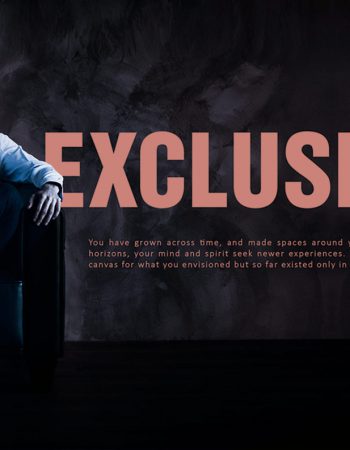 EXCLUSI
You have grown across time, and made spaces around
horizons, your mind and spirit seek newer experiences.
canvas for what you envisioned but so far existed only in